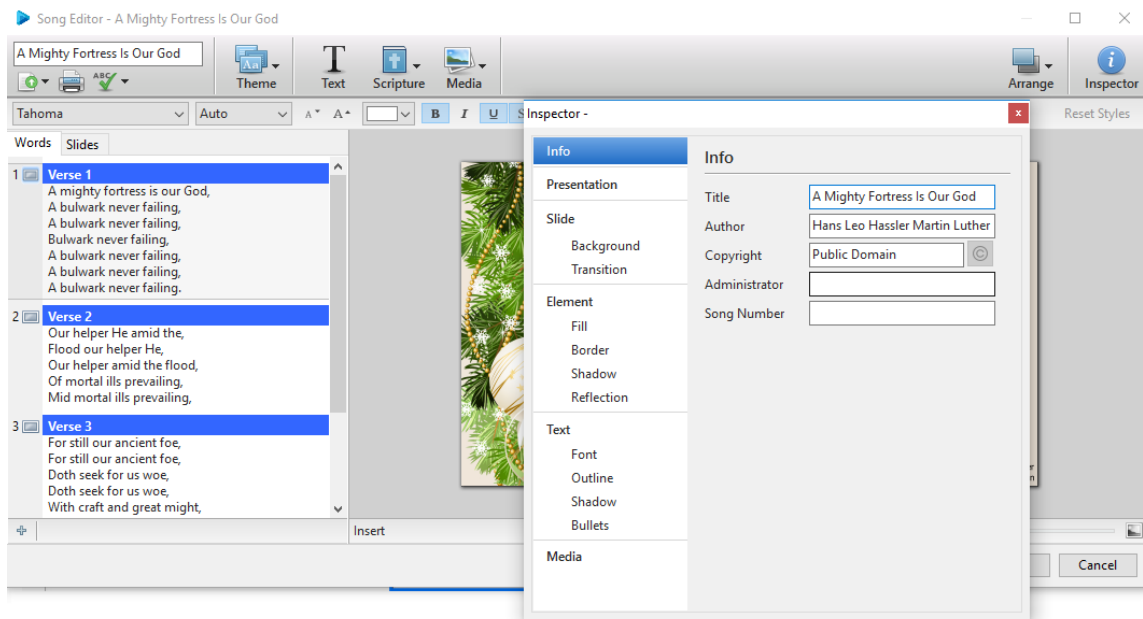 Song Editor - A Mighty Fortress Is Our God
A Mighty Fortress Is Our God
ABC
Aa
Theme
T
Text
Scripture
Media
Arrange
i
Inspector
Tahoma
Auto
A
A
B
I
U
S
Reset Styles
Words
Slides
1
Verse 1
A mighty fortress is our God,
A bulwark never failing,
A bulwark never failing,
Bulwark never failing,
A bulwark never failing,
A bulwark never failing,
A bulwark never failing.
2
Verse 2
Our helper He amid the,
Flood our helper He,
Our helper amid the flood,
Of mortal ills prevailing,
Mid mortal ills prevailing,
3
Verse 3
For still our ancient foe,
For still our ancient foe,
Doth seek for us woe,
Doth seek for us woe,
With craft and great might,
Insert
Inspector -
x
Info
Presentation
Slide
Background
Transition
Element
Fill
Border
Shadow
Reflection
Text
Font
Outline
Shadow
Bullets
Media
Info
Title
A Mighty Fortress Is Our God
Author
Hans Leo Hassler Martin Luther
Copyright
Public Domain
©
Administrator
Song Number
Cancel